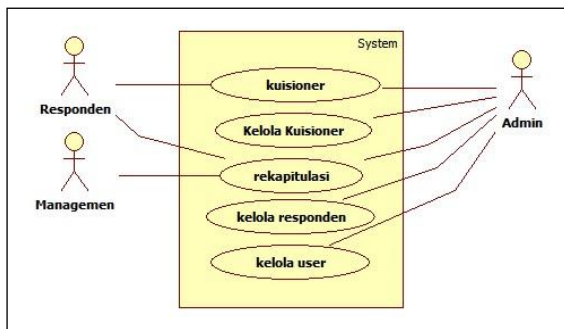 System
kuisioner
Responden
Kelola Kuisioner
Admin
rekapitulasi
Managemen
kelola responden
kelola user